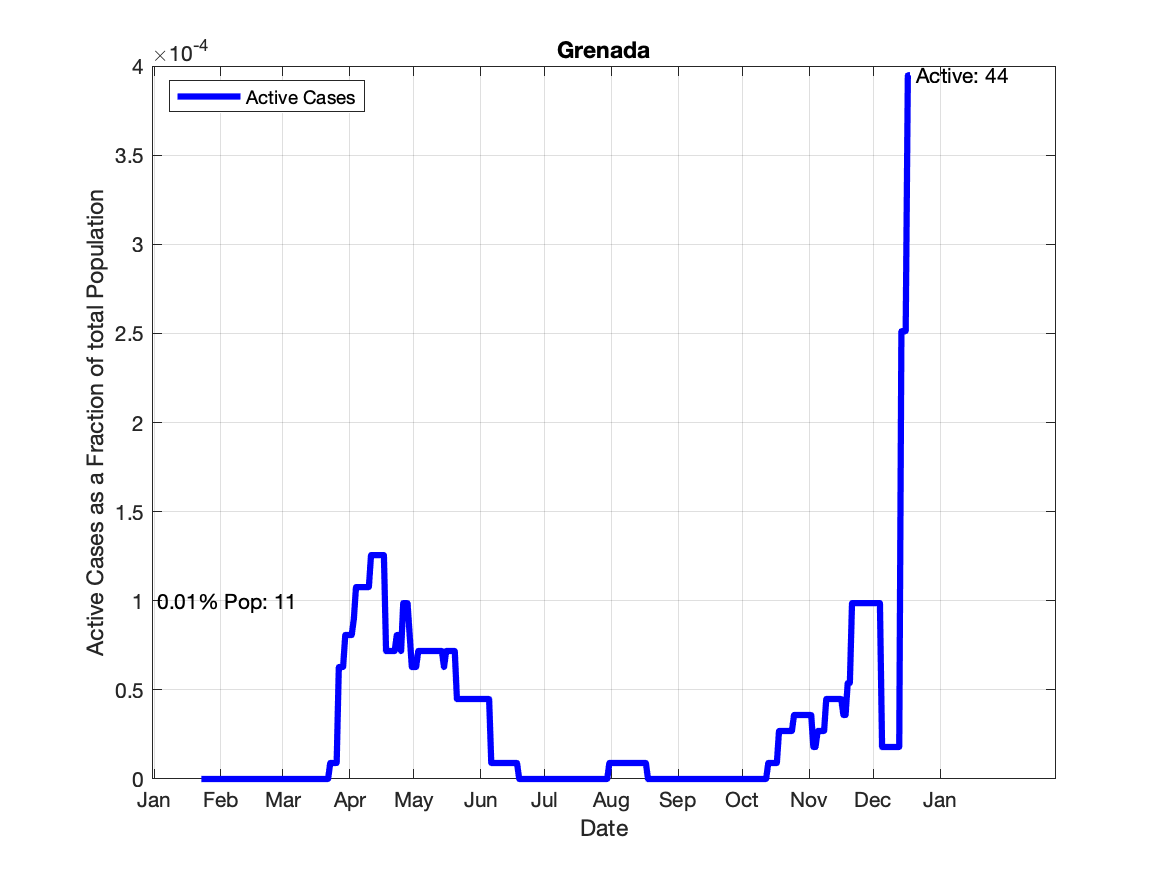 Grenada
×10-4
4
3.5
3
2.5
2
1.5
1
0.5
0
Active Cases as a Fraction of total Population
Active Cases
Active: 44
0.01% Pop: 11
Jan Feb Mar Apr May Jun Jul Aug Sep Oct Nov Dec Jan
Date